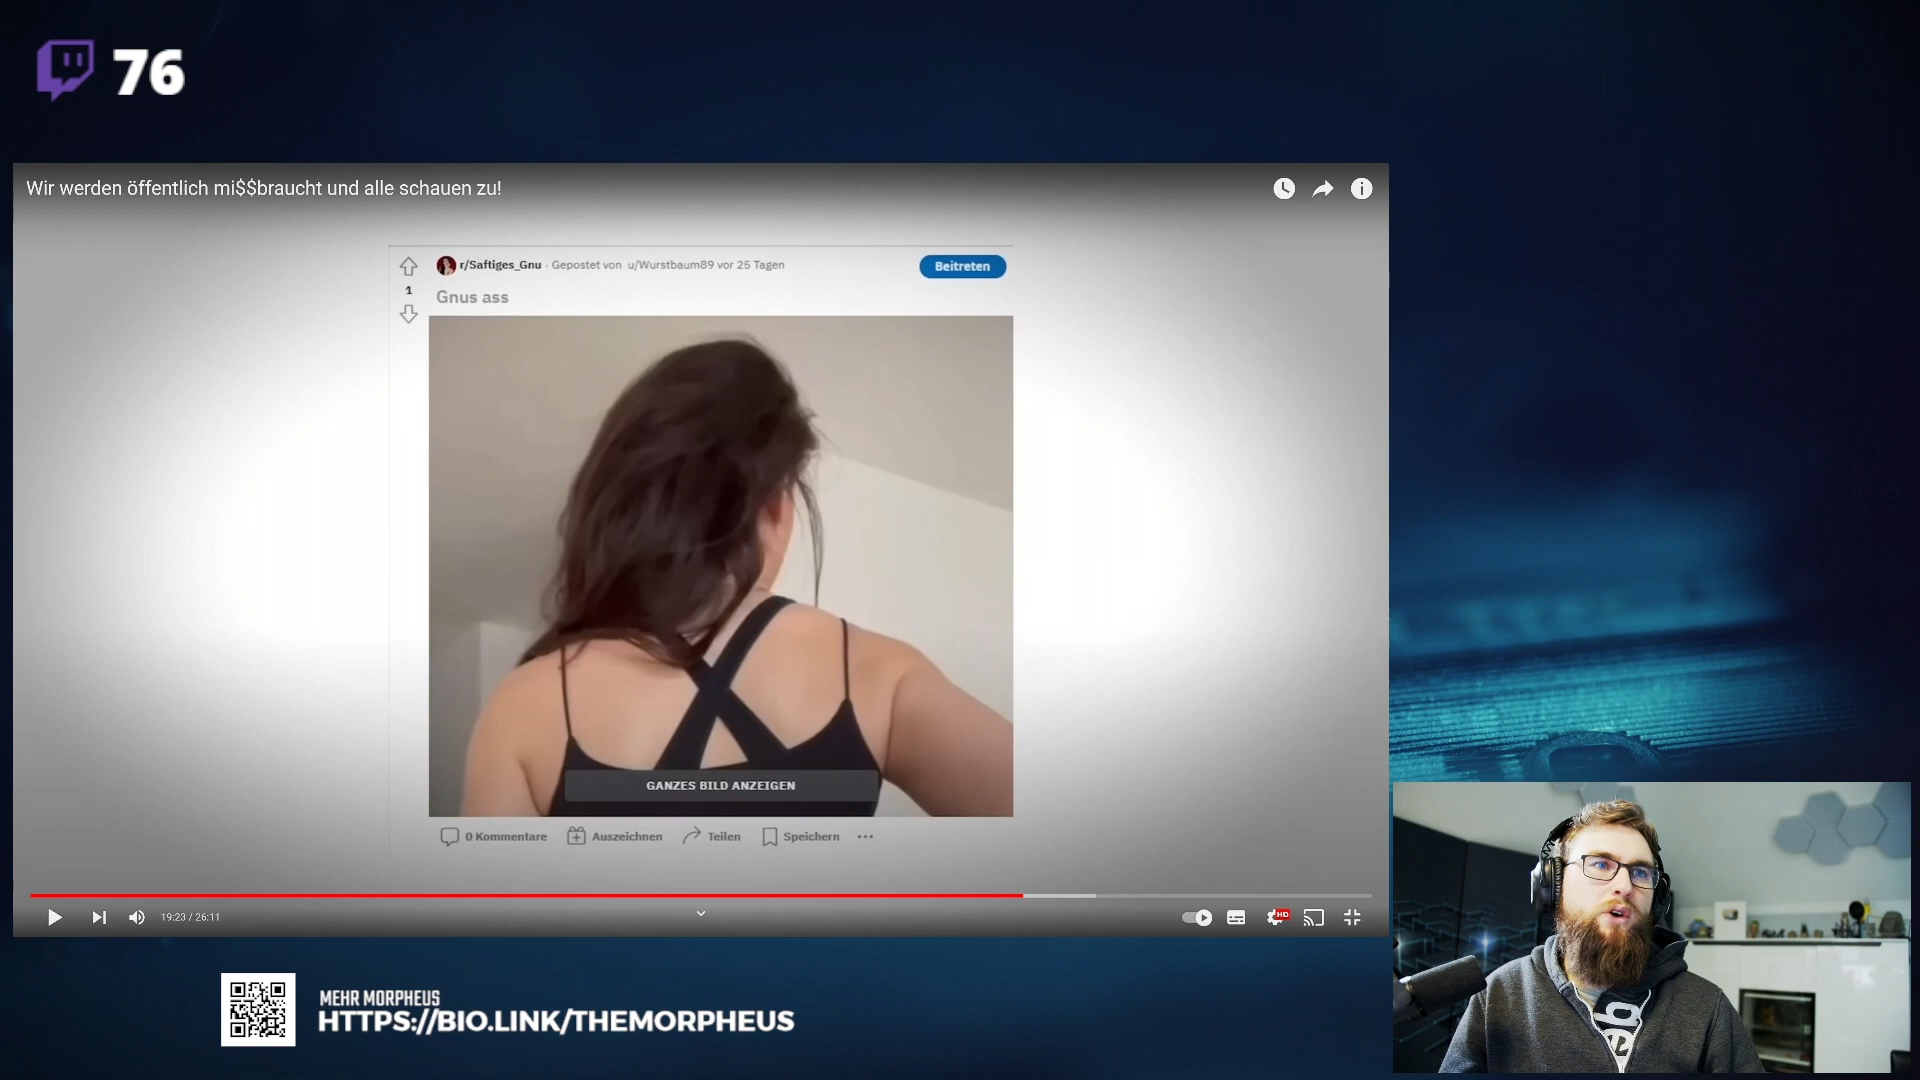 76
Wir werden öffentlich mi$$braucht und alle schauen zu!
r/Saftiges_Gnu · Gepostet von u/Wurstbaum89 vor 25 Tagen
Beitreten
1
Gnus ass
GANZES BILD ANZEIGEN
0 Kommentare Auszeichnen Teilen Speichern
19:23 / 26:11
HD
MEHR MORPHEUS
HTTPS://BIO.LINK/THEMORPHEUS